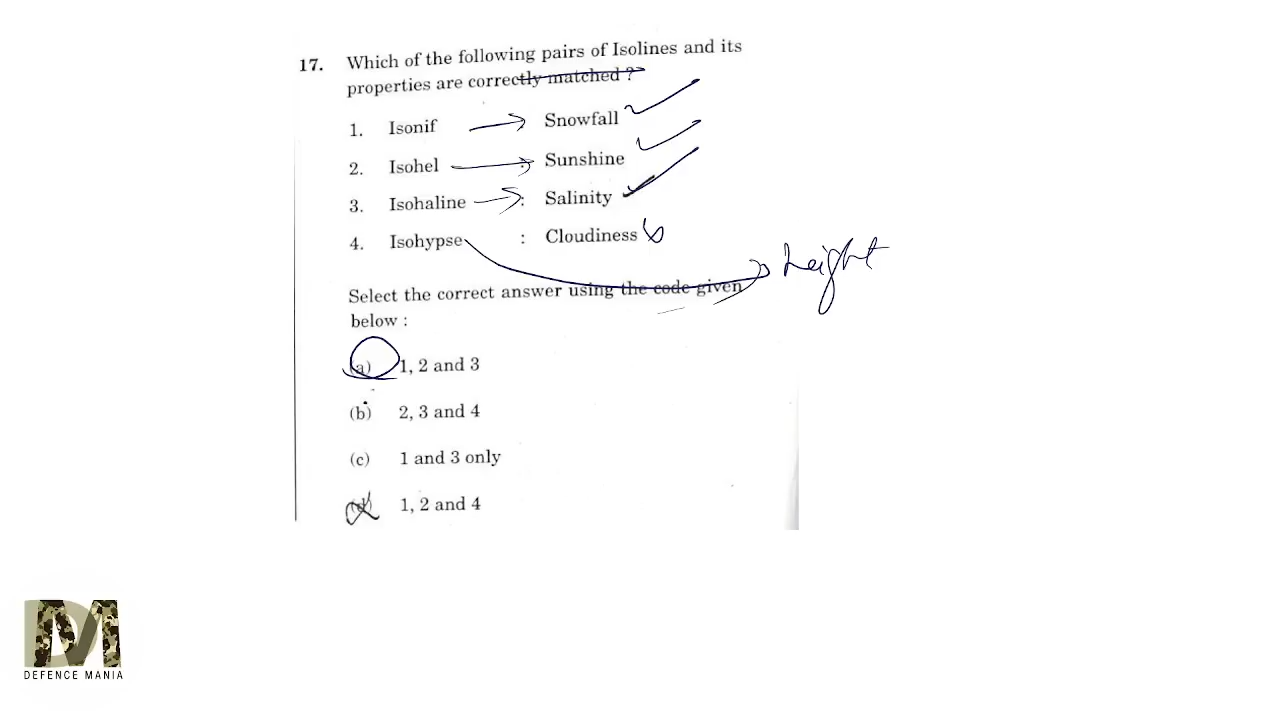 17. Which of the following pairs of Isolines and its
properties are correctly matched ?
1. Isonif Snowfall
2. Isohel : Sunshine
3. Isohaline : Salinity
4. Isohypse : Cloudiness
height
Select the correct answer using the code given
below :
(a) 1, 2 and 3
(b) 2, 3 and 4
(c) 1 and 3 only
1, 2 and 4
DM
DEFENCE MANIA